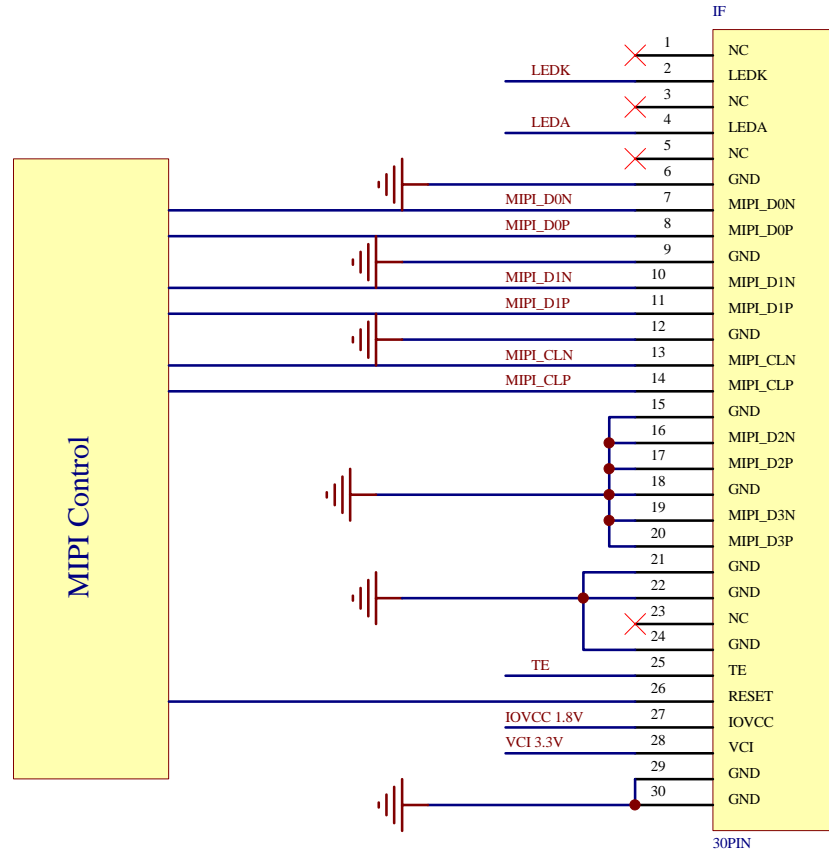 IF
1 NC
LEDK 2 LEDK
3 NC
LEDA 4 LEDA
5 NC
6 GND
MIPI_D0N 7 MIPI_D0N
MIPI_D0P 8 MIPI_D0P
9 GND
MIPI_D1N 10 MIPI_D1N
MIPI_D1P 11 MIPI_D1P
12 GND
MIPI_CLN 13 MIPI_CLN
MIPI_CLP 14 MIPI_CLP
15 GND
16 MIPI_D2N
17 MIPI_D2P
18 GND
19 MIPI_D3N
20 MIPI_D3P
21 GND
22 GND
23 NC
24 GND
TE 25 TE
26 RESET
IOVCC 1.8V 27 IOVCC
VCI 3.3V 28 VCI
29 GND
30 GND
30PIN
MIPI Control